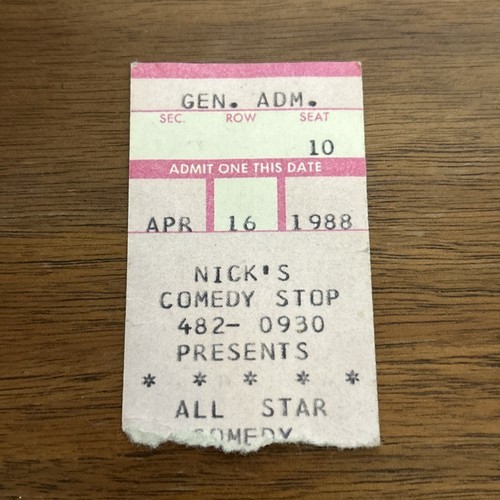 GEN. ADM.
SEC. ROW SEAT
10
ADMIT ONE THIS DATE
APR 16 1988
NICK'S
COMEDY STOP
482- 0930
PRESENTS
* * * * *
ALL STAR
COMEDY